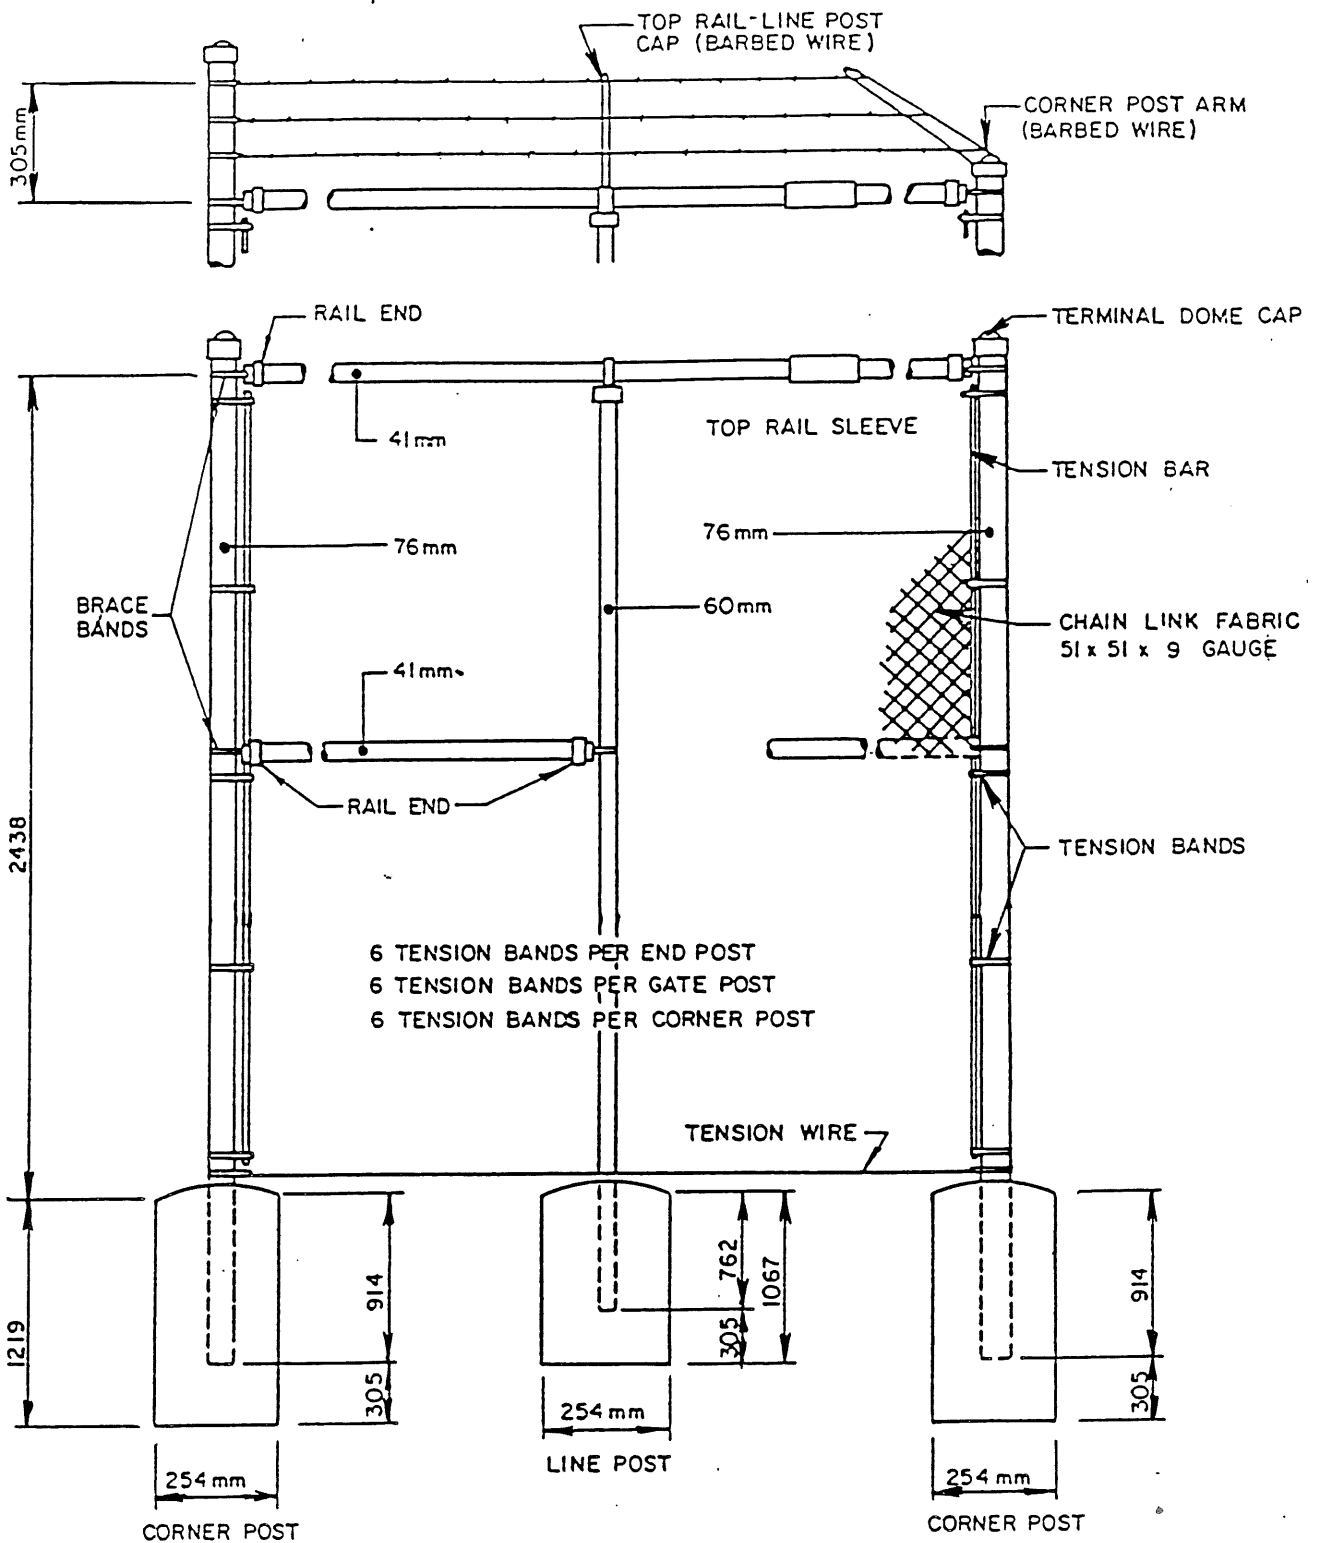 TOP RAIL-LINE POST
CAP (BARBED WIRE)
CORNER POST ARM
(BARBED WIRE)
305mm
RAIL END
TERMINAL DOME CAP
41mm
TOP RAIL SLEEVE
TENSION BAR
76mm
76mm
BRACE
BANDS
60mm
CHAIN LINK FABRIC
51 x 51 x 9 GAUGE
41mm
RAIL END
2438
TENSION BANDS
6 TENSION BANDS PER END POST
6 TENSION BANDS PER GATE POST
6 TENSION BANDS PER CORNER POST
TENSION WIRE
1219
914
305
762
305
1067
914
305
254mm
LINE POST
254mm
CORNER POST
254mm
CORNER POST